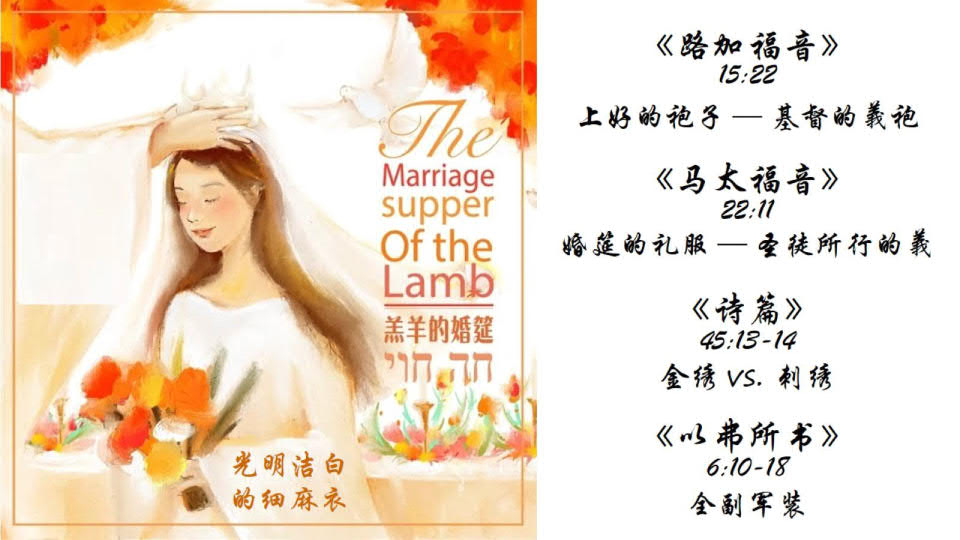 The
Marriage
supper
Of the
Lamb
羔羊的婚筵
光明洁白
的细麻衣
《路加福音》
15:22
上好的袍子 — 基督的義袍
《马太福音》
22:11
婚筵的礼服 — 圣徒所行的義
《诗篇》
45:13-14
金绣 VS. 刺绣
《以弗所书》
6:10-18
全副军装